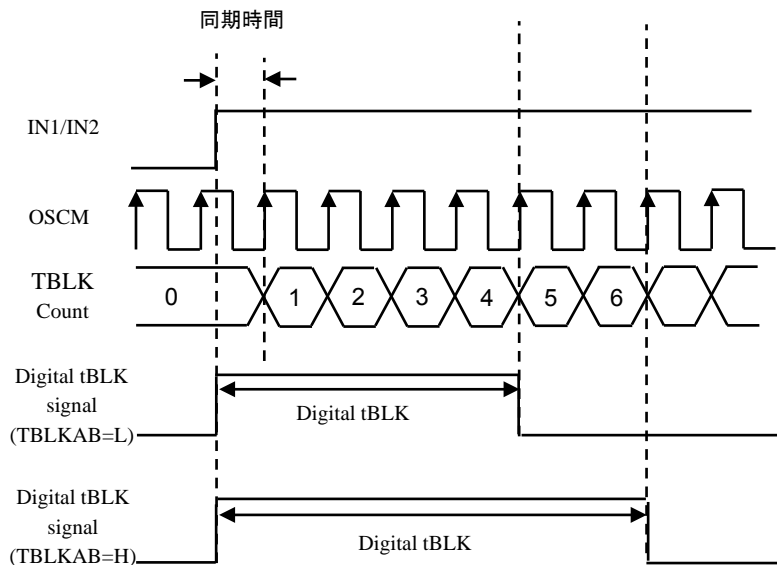 同期時間
IN1/IN2
OSCM
TBLK
Count
0 1 2 3 4 5 6
Digital tBLK
signal
(TBLKAB=L)
Digital tBLK
Digital tBLK
signal
(TBLKAB=H)
Digital tBLK